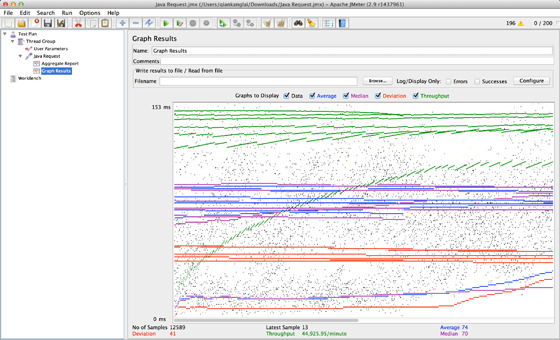 Java Request.jmx (/Users/qiankanglai/Downloads/Java Request.jmx) – Apache JMeter (2.9 r1437961)
File Edit Search Run Options Help
196 0 / 200
Test Plan
Thread Group
User Parameters
Java Request
Aggregate Report
Graph Results
WorkBench
Graph Results
Name: Graph Results
Comments:
Write results to file / Read from file
Filename Browse... Log/Display Only: Errors Successes Configure
Graphs to Display Data Average Median Deviation Throughput
153 ms
0 ms
No of Samples 12589 Latest Sample 13 Average 74
Deviation 41 Throughput 44,925.95/minute Median 70